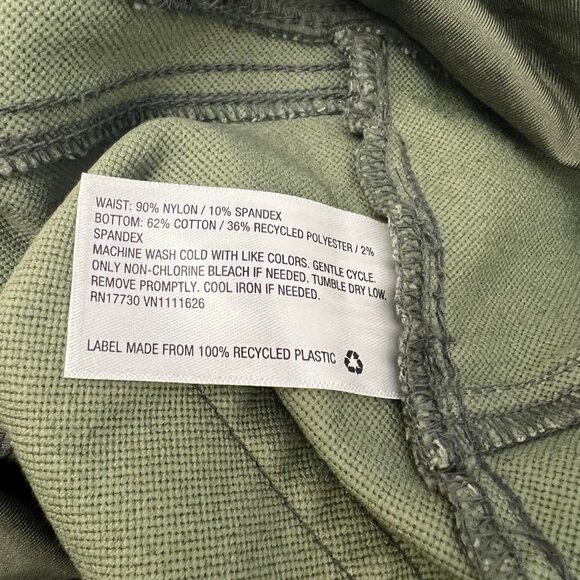 WAIST: 90% NYLON / 10% SPANDEX
BOTTOM: 62% COTTON / 36% RECYCLED POLYESTER / 2%
SPANDEX
MACHINE WASH COLD WITH LIKE COLORS. GENTLE CYCLE.
ONLY NON-CHLORINE BLEACH IF NEEDED. TUMBLE DRY LOW.
REMOVE PROMPTLY. COOL IRON IF NEEDED.
RN17730 VN1111626
LABEL MADE FROM 100% RECYCLED PLASTIC